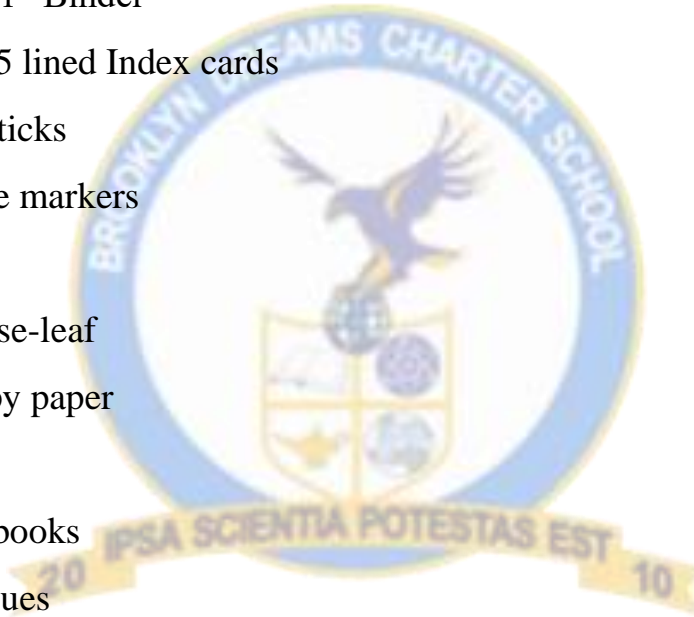 Binder
5 lined Index cards
ticks
e markers
se-leaf
py paper
books
ues
BROOKLYN DREAMS CHARTER SCHOOL
IPSA SCIENTIA POTESTAS EST
20 10